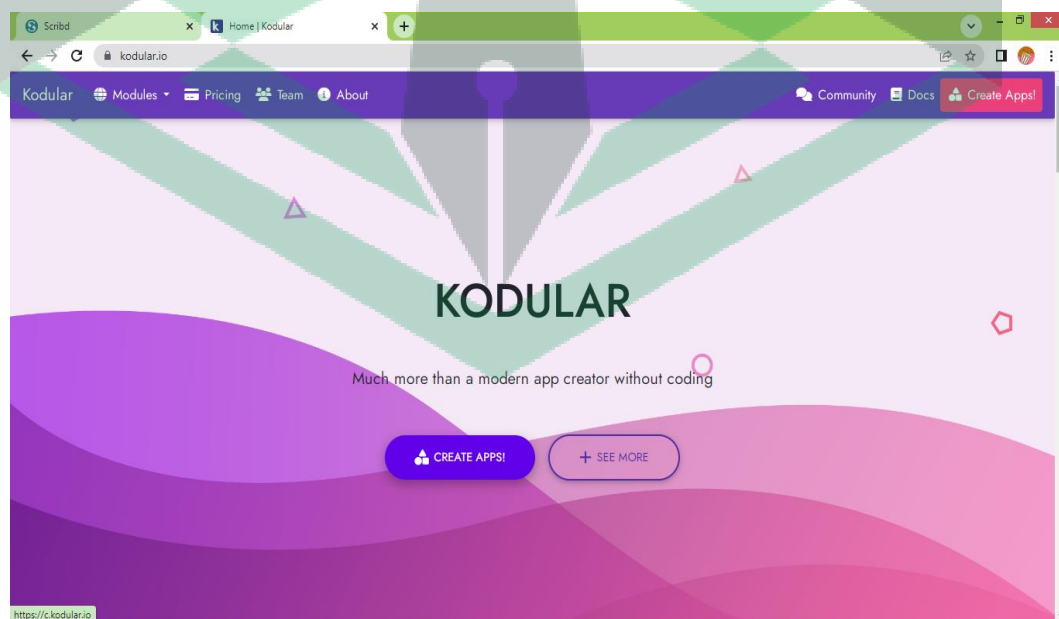 Scribd
Home | Kodular
kodular.io
Kodular Modules Pricing Team About Community Docs Create Apps!
KODULAR
Much more than a modern app creator without coding
CREATE APPS! SEE MORE
https://c.kodular.io